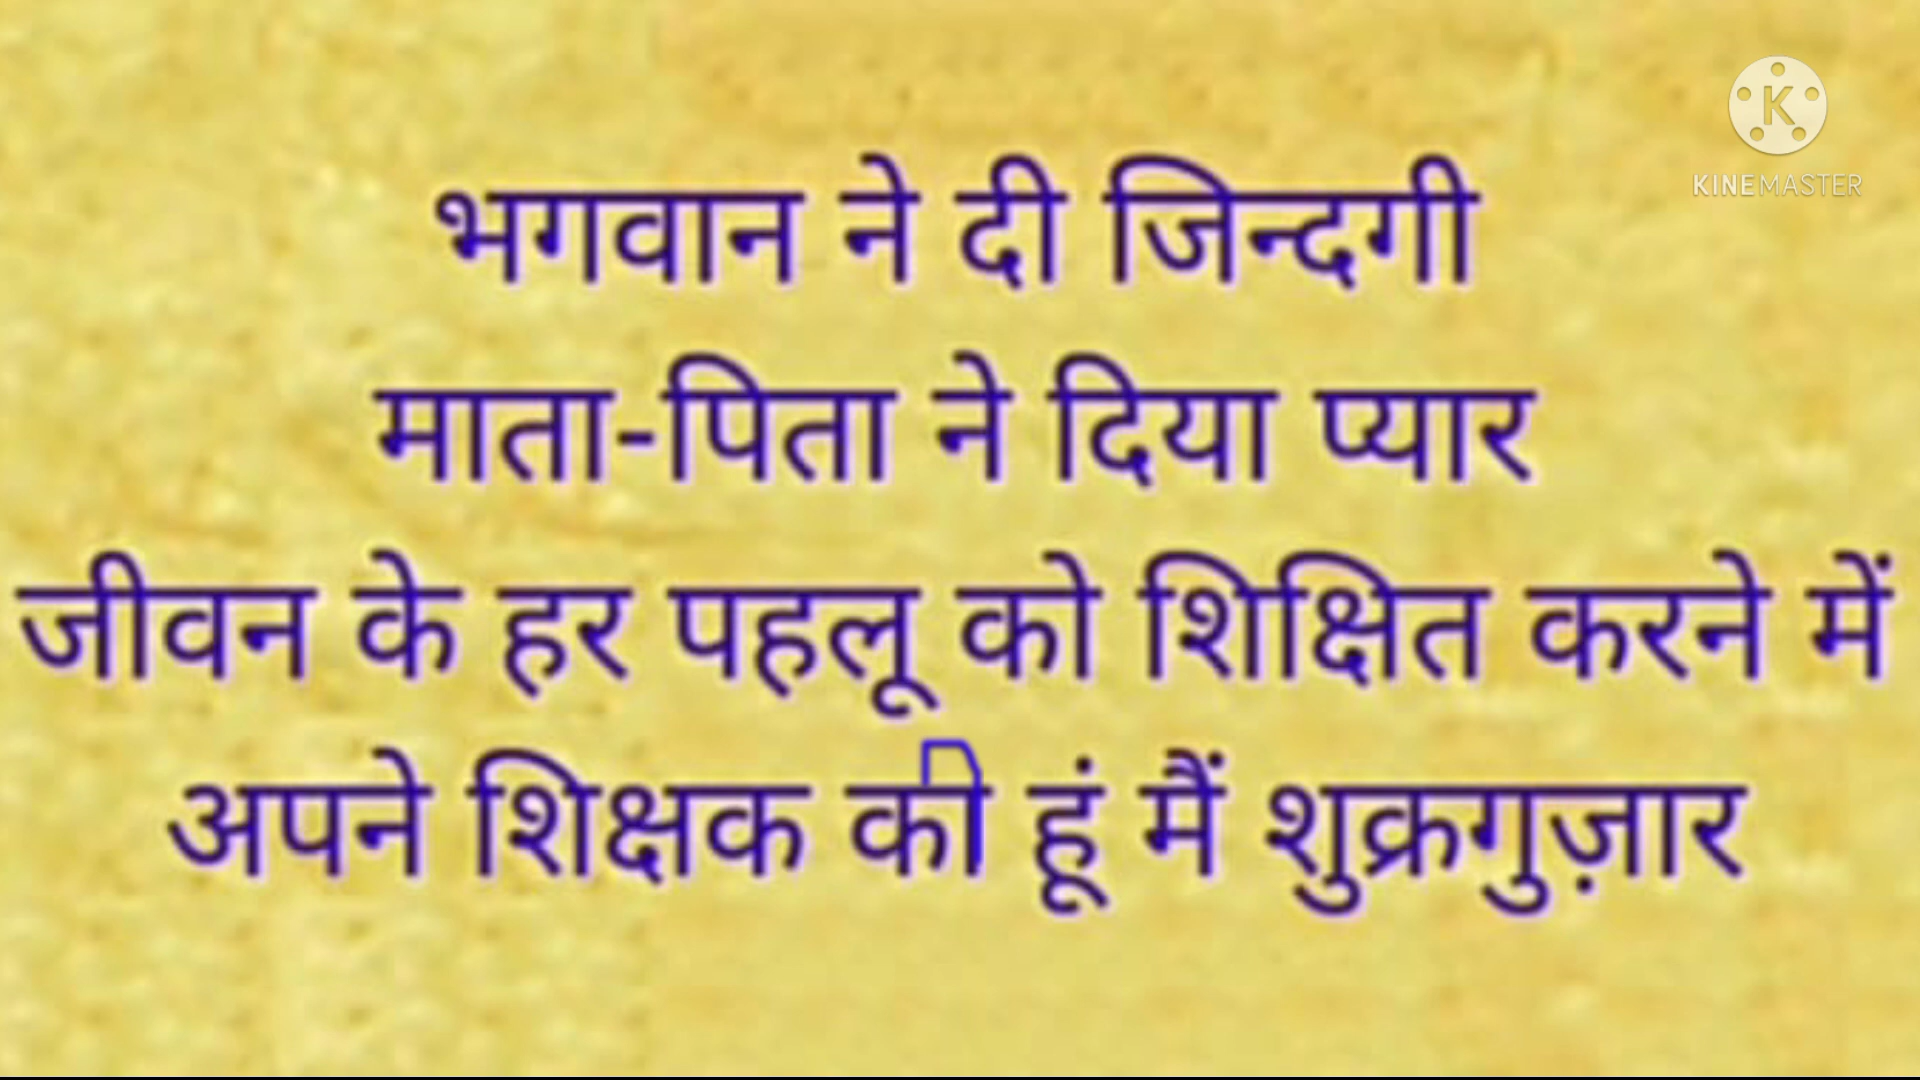 KINEMASTER
भगवान ने दी जिन्दगी
माता-पिता ने दिया प्यार
जीवन के हर पहलू को शिक्षित करने में
अपने शिक्षक की हूं मैं शुक्रगुज़ार